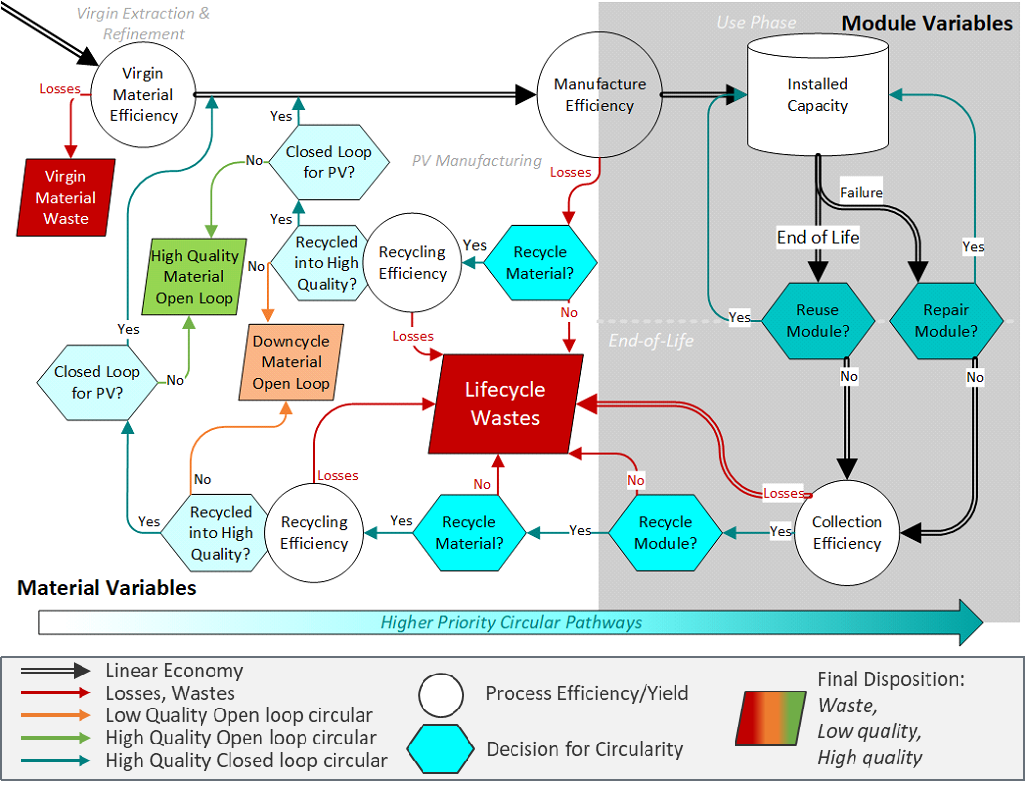 Virgin Extraction &
Refinement
Use Phase
Module Variables
Losses
Virgin
Material
Efficiency
Manufacture
Efficiency
Installed
Capacity
Yes
Closed Loop
for PV?
No
PV Manufacturing
Losses
Virgin
Material
Waste
Failure
Yes
Recycled
into High
Quality?
No
Recycling
Efficiency
Yes
Recycle
Material?
End of Life
Yes
High Quality
Material
Open Loop
No
Losses
Yes
Reuse
Module?
Repair
Module?
End-of-Life
Yes
Closed Loop
for PV?
No
Downcycle
Material
Open Loop
Lifecycle
Wastes
No
No
No
Losses
No
No
Losses
Yes
Recycled
into High
Quality?
Recycling
Efficiency
Yes
Recycle
Material?
Yes
Recycle
Module?
Yes
Collection
Efficiency
Material Variables
Higher Priority Circular Pathways
Linear Economy
Losses, Wastes
Low Quality Open loop circular
High Quality Open loop circular
High Quality Closed loop circular
Process Efficiency/Yield
Decision for Circularity
Final Disposition:
Waste,
Low quality,
High quality